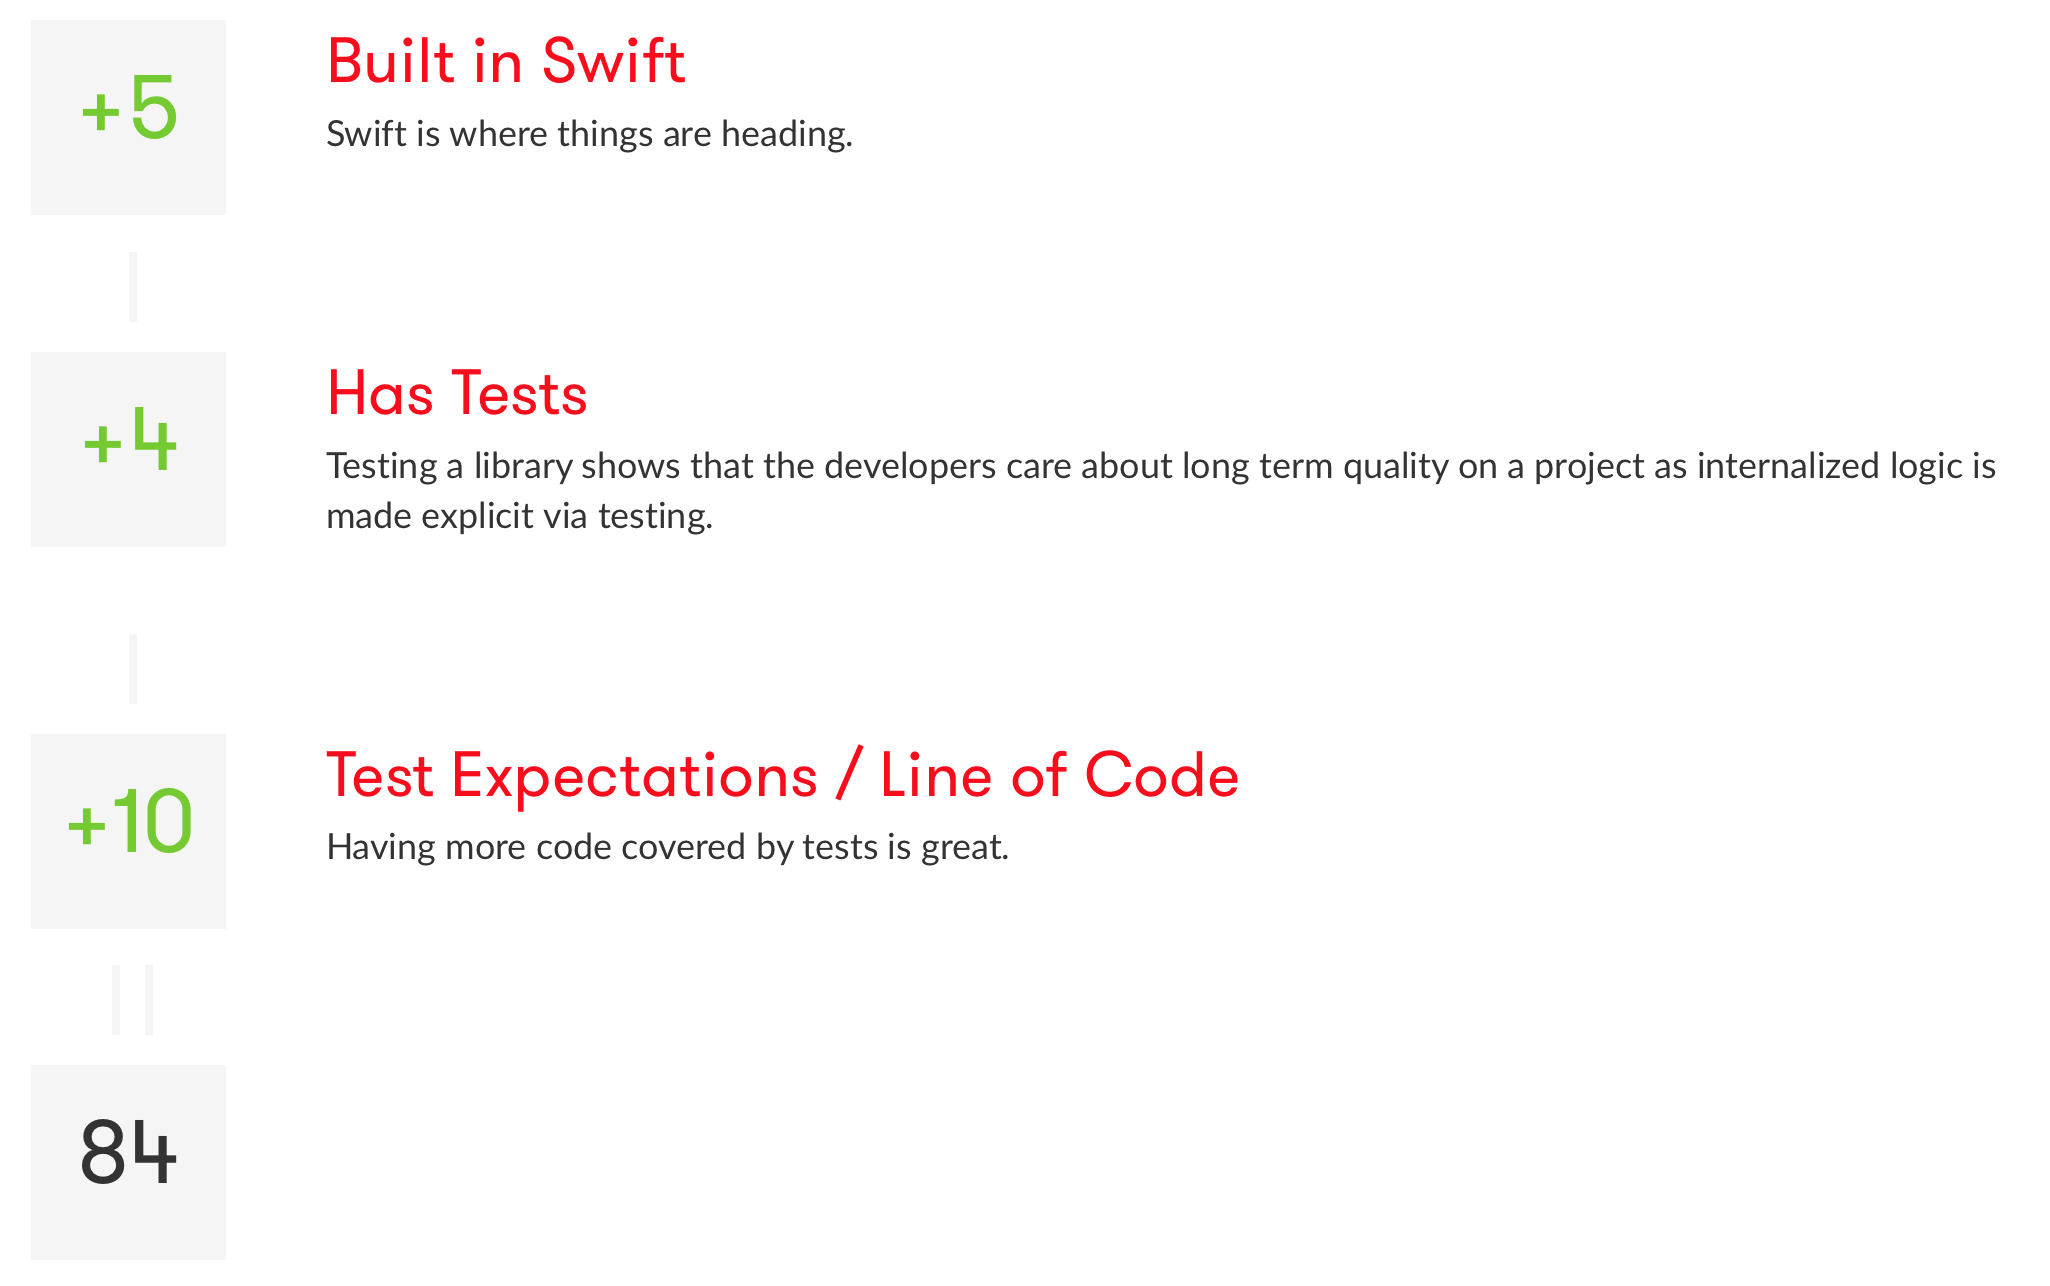 +5
Built in Swift
Swift is where things are heading.
+4
Has Tests
Testing a library shows that the developers care about long term quality on a project as internalized logic is
made explicit via testing.
+10
Test Expectations / Line of Code
Having more code covered by tests is great.
84